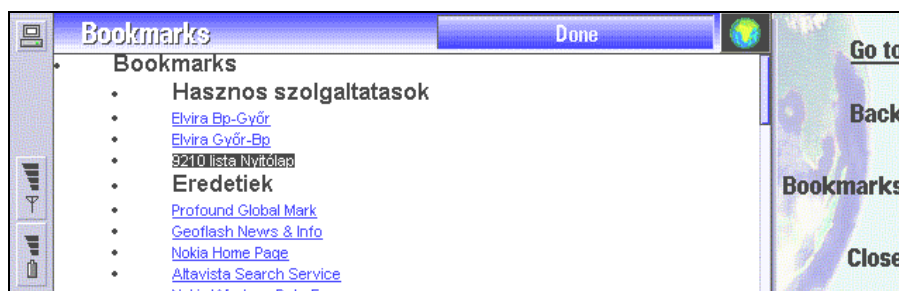 Bookmarks
Done
Bookmarks
Hasznos szolgaltatasok
Elvira Bp-Győr
Elvira Győr-Bp
9210 lista Nyitólap
Eredetiek
Profound Global Mark
Geoflash News & Info
Nokia Home Page
Altavista Search Service
Go to
Back
Bookmarks
Close